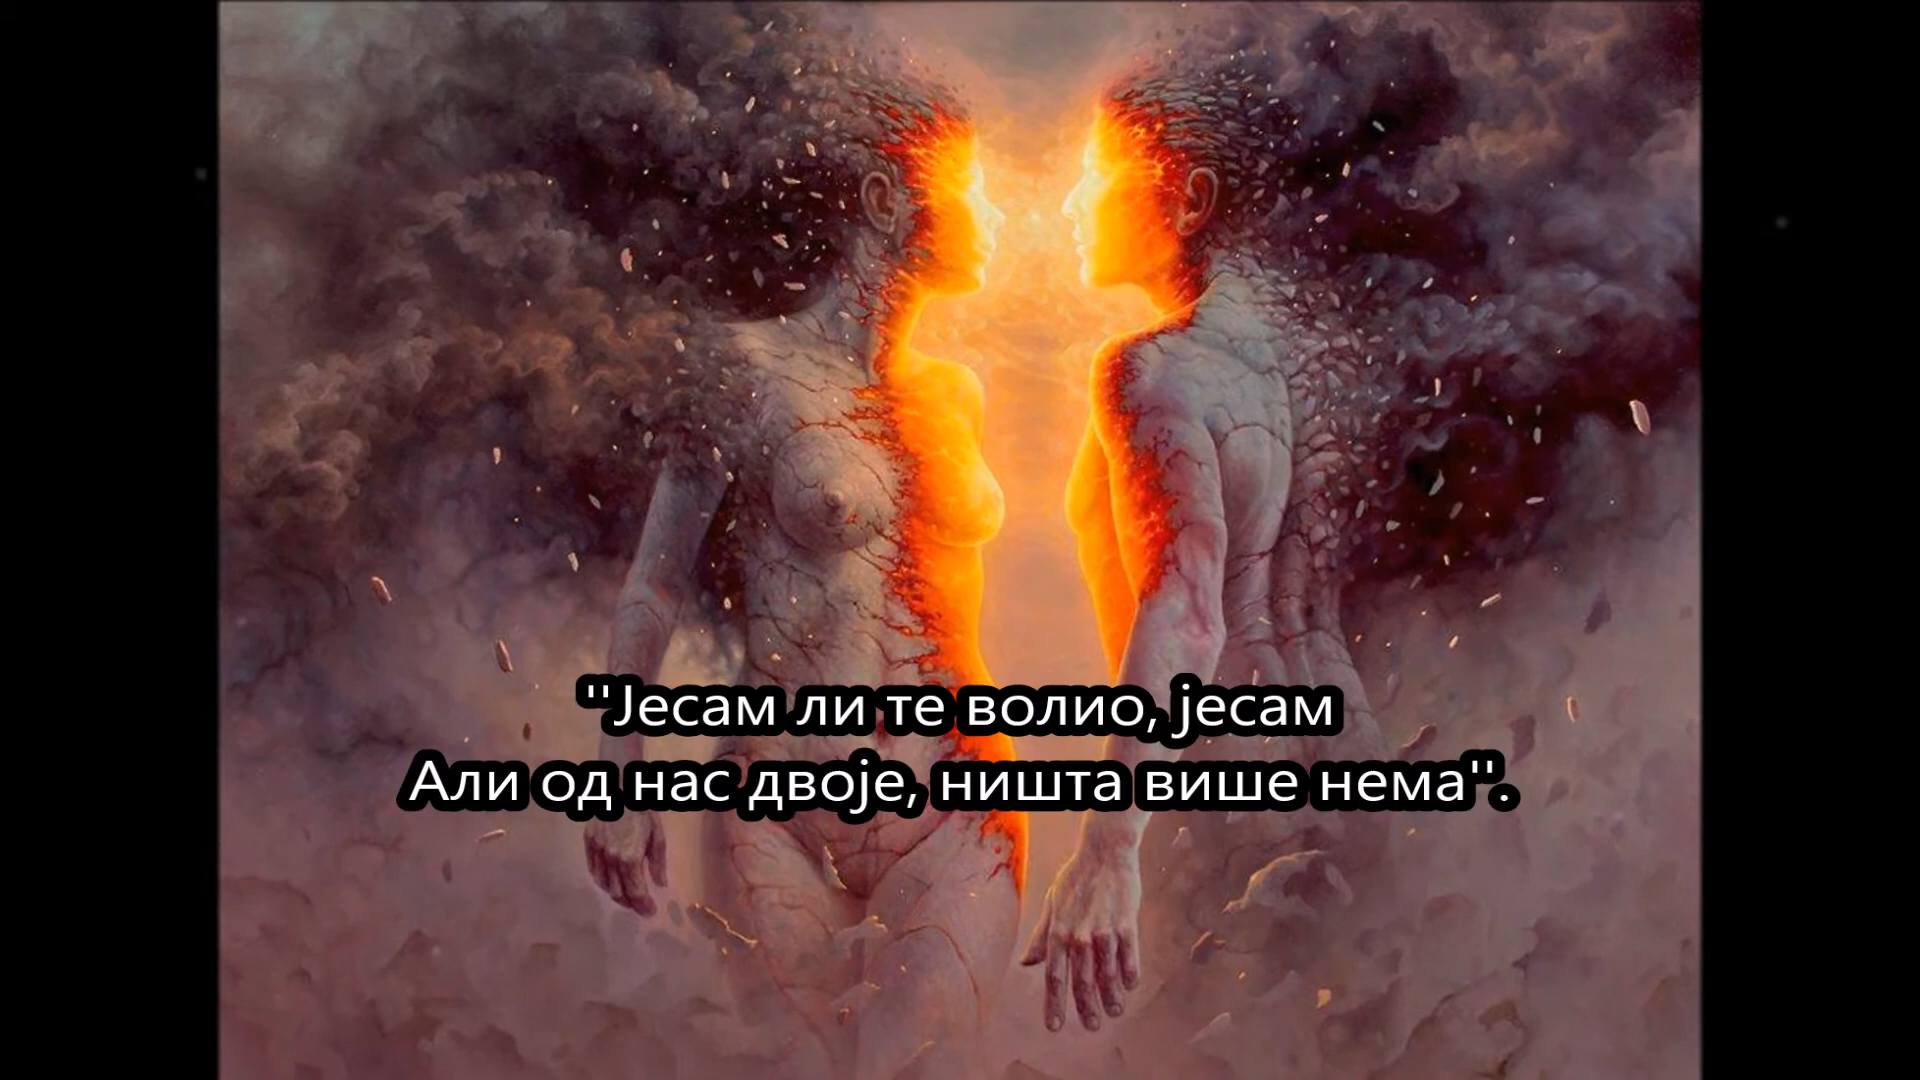 "Јесам ли те волио, јесам
Али од нас двоје, ништа више нема".